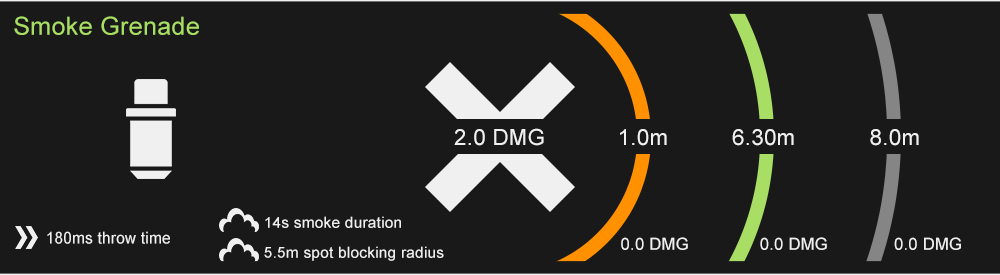 Smoke Grenade
2.0 DMG
1.0m
6.30m
8.0m
14s smoke duration
180ms throw time
5.5m spot blocking radius
0.0 DMG
0.0 DMG
0.0 DMG